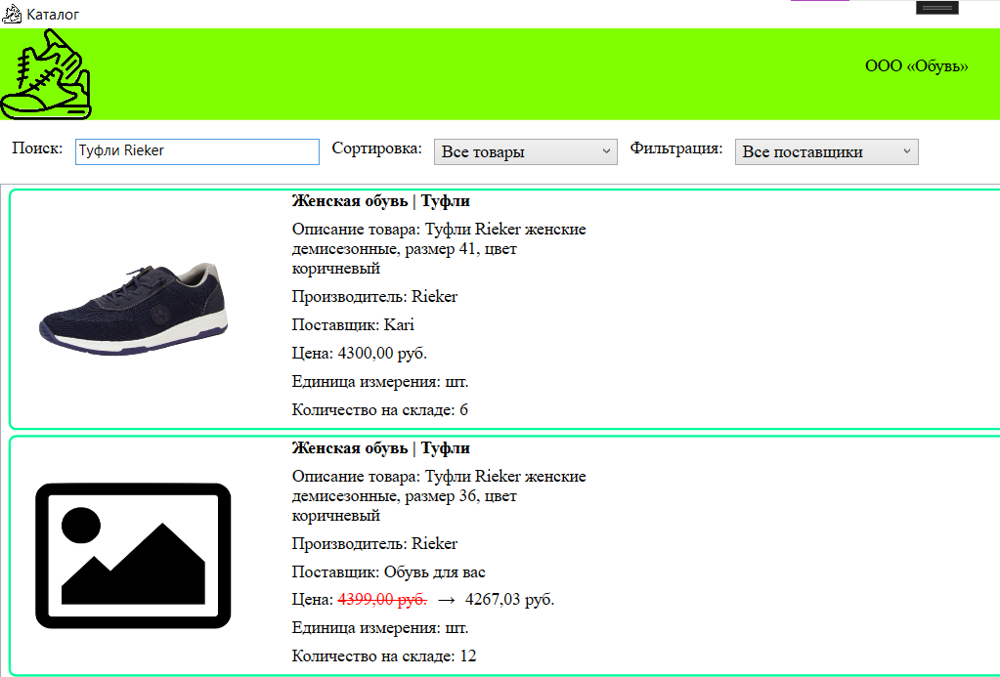 Каталог
ООО «Обувь»
Поиск: Туфли Rieker Сортировка: Все товары Фильтрация: Все поставщики
Женская обувь | Туфли
Описание товара: Туфли Rieker женские
демисезонные, размер 41, цвет
коричневый
Производитель: Rieker
Поставщик: Kari
Цена: 4300,00 руб.
Единица измерения: шт.
Количество на складе: 6
Женская обувь | Туфли
Описание товара: Туфли Rieker женские
демисезонные, размер 36, цвет
коричневый
Производитель: Rieker
Поставщик: Обувь для вас
Цена: 4399,00 руб. → 4267,03 руб.
Единица измерения: шт.
Количество на складе: 12